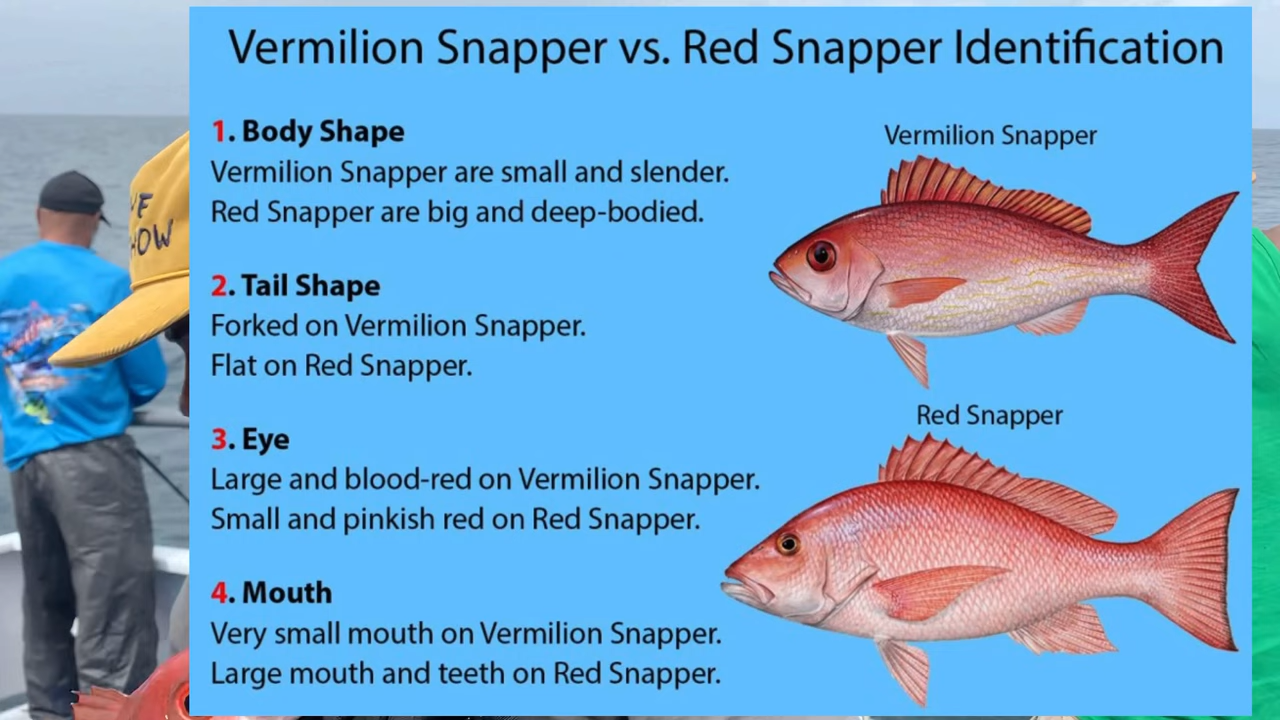 Vermilion Snapper vs. Red Snapper Identification
1. Body Shape
Vermilion Snapper are small and slender.
Red Snapper are big and deep-bodied.
2. Tail Shape
Forked on Vermilion Snapper.
Flat on Red Snapper.
3. Eye
Large and blood-red on Vermilion Snapper.
Small and pinkish red on Red Snapper.
4. Mouth
Very small mouth on Vermilion Snapper.
Large mouth and teeth on Red Snapper.
Vermilion Snapper
Red Snapper